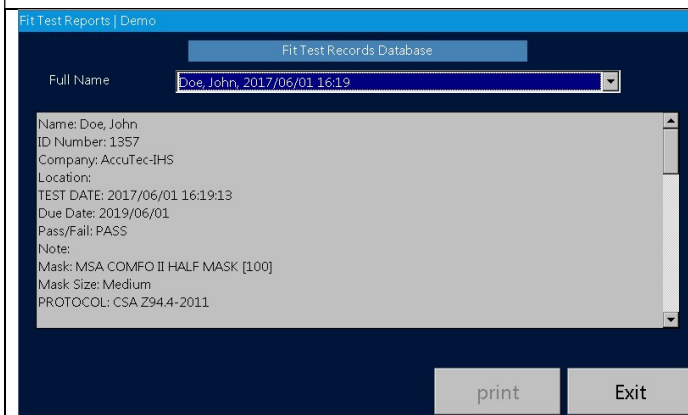 Fit Test Reports | Demo
Fit Test Records Database
Full Name
Doe, John, 2017/06/01 16:19
Name: Doe, John
ID Number: 1357
Company: AccuTec-IHS
Location:
TEST DATE: 2017/06/01 16:19:13
Due Date: 2019/06/01
Pass/Fail: PASS
Note:
Mask: MSA COMFO II HALF MASK [100]
Mask Size: Medium
PROTOCOL: CSA Z94.4-2011
print
Exit